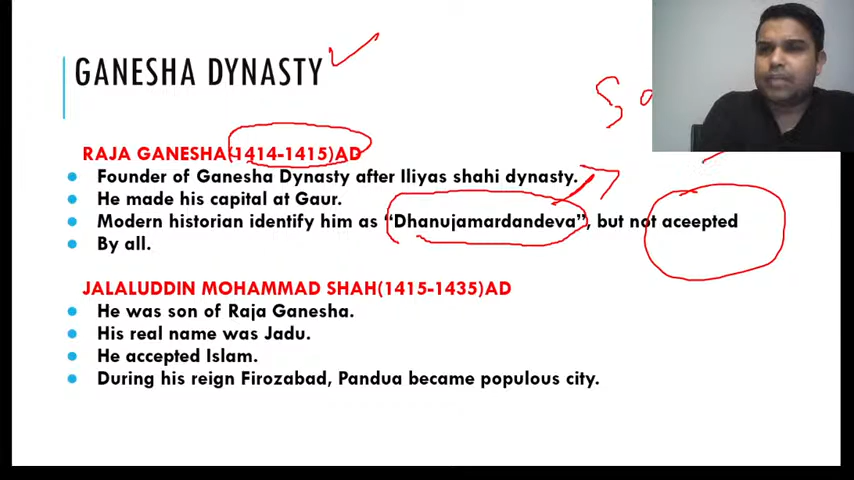 GANESHA DYNASTY
RAJA GANESHA(1414-1415)AD
Founder of Ganesha Dynasty after Iliyas shahi dynasty.
He made his capital at Gaur.
Modern historian identify him as “Dhanujamardandeva”, but not aceepted
By all.
JALALUDDIN MOHAMMAD SHAH(1415-1435)AD
He was son of Raja Ganesha.
His real name was Jadu.
He accepted Islam.
During his reign Firozabad, Pandua became populous city.